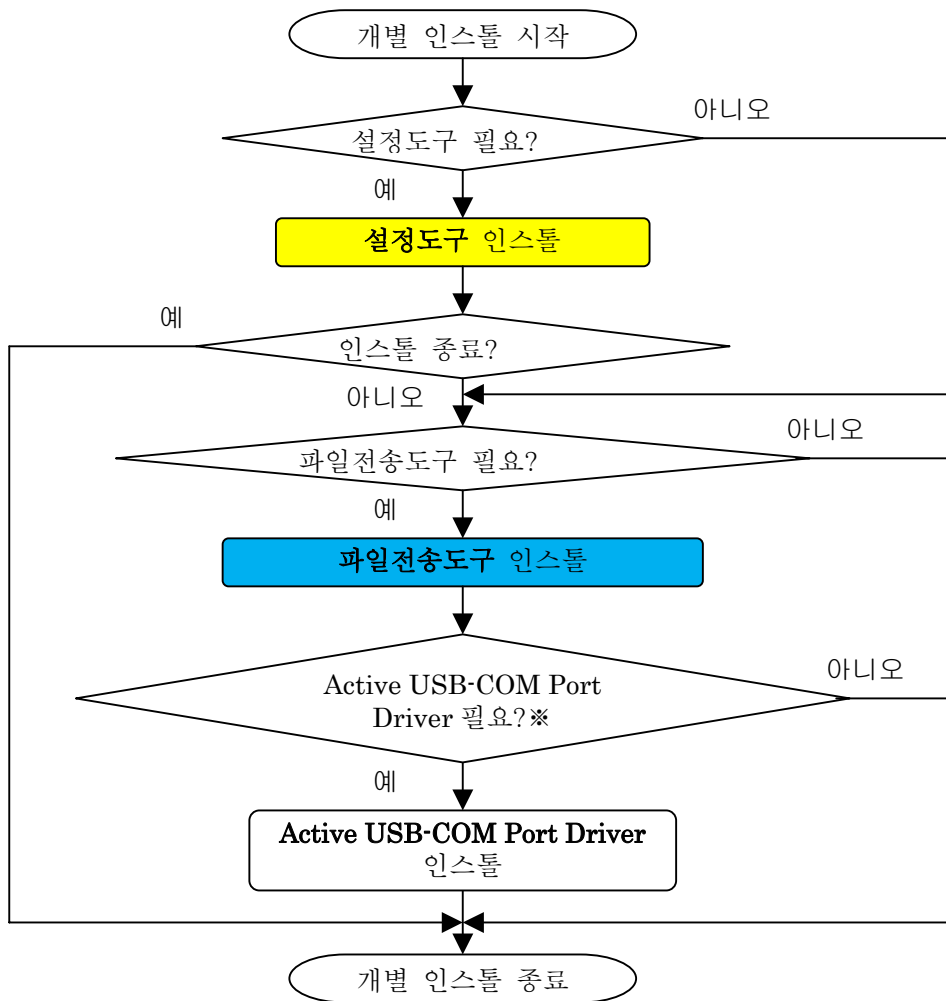 개별 인스톨 시작
아니오
설정도구 필요?
예
설정도구 인스톨
예
인스톨 종료?
아니오
아니오
파일전송도구 필요?
예
파일전송도구 인스톨
아니오
Active USB-COM Port
Driver 필요?※
예
Active USB-COM Port Driver
인스톨
개별 인스톨 종료